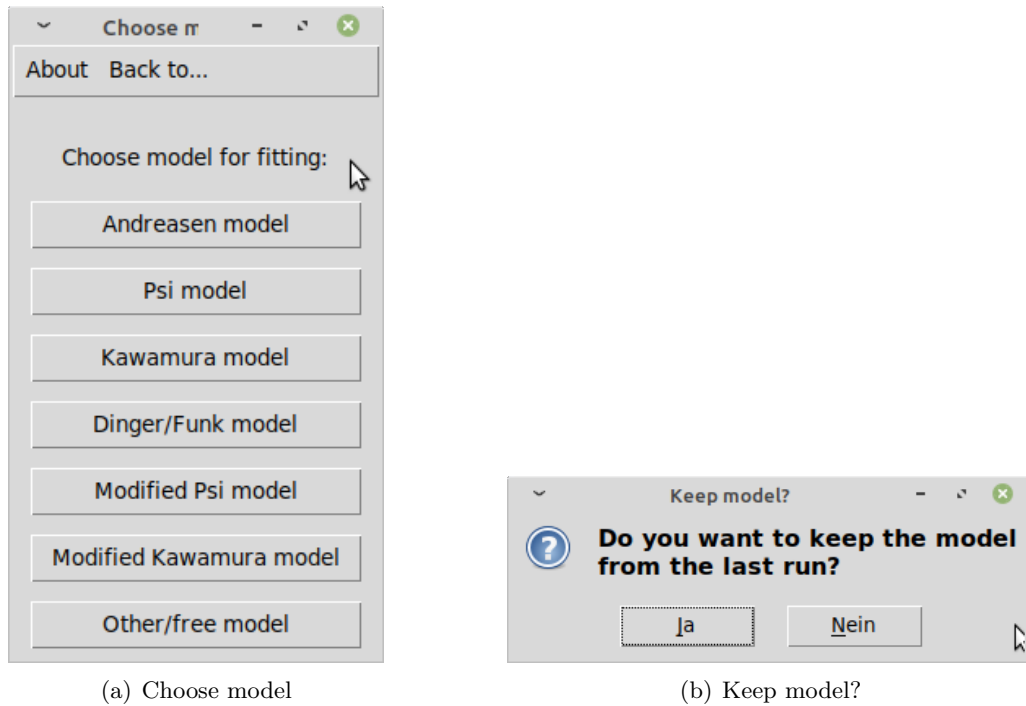 Choose m
About Back to...
Choose model for fitting:
Andreasen model
Psi model
Kawamura model
Dinger/Funk model
Modified Psi model
Modified Kawamura model
Other/free model
(a) Choose model
Keep model?
Do you want to keep the model
from the last run?
Ja Nein
(b) Keep model?